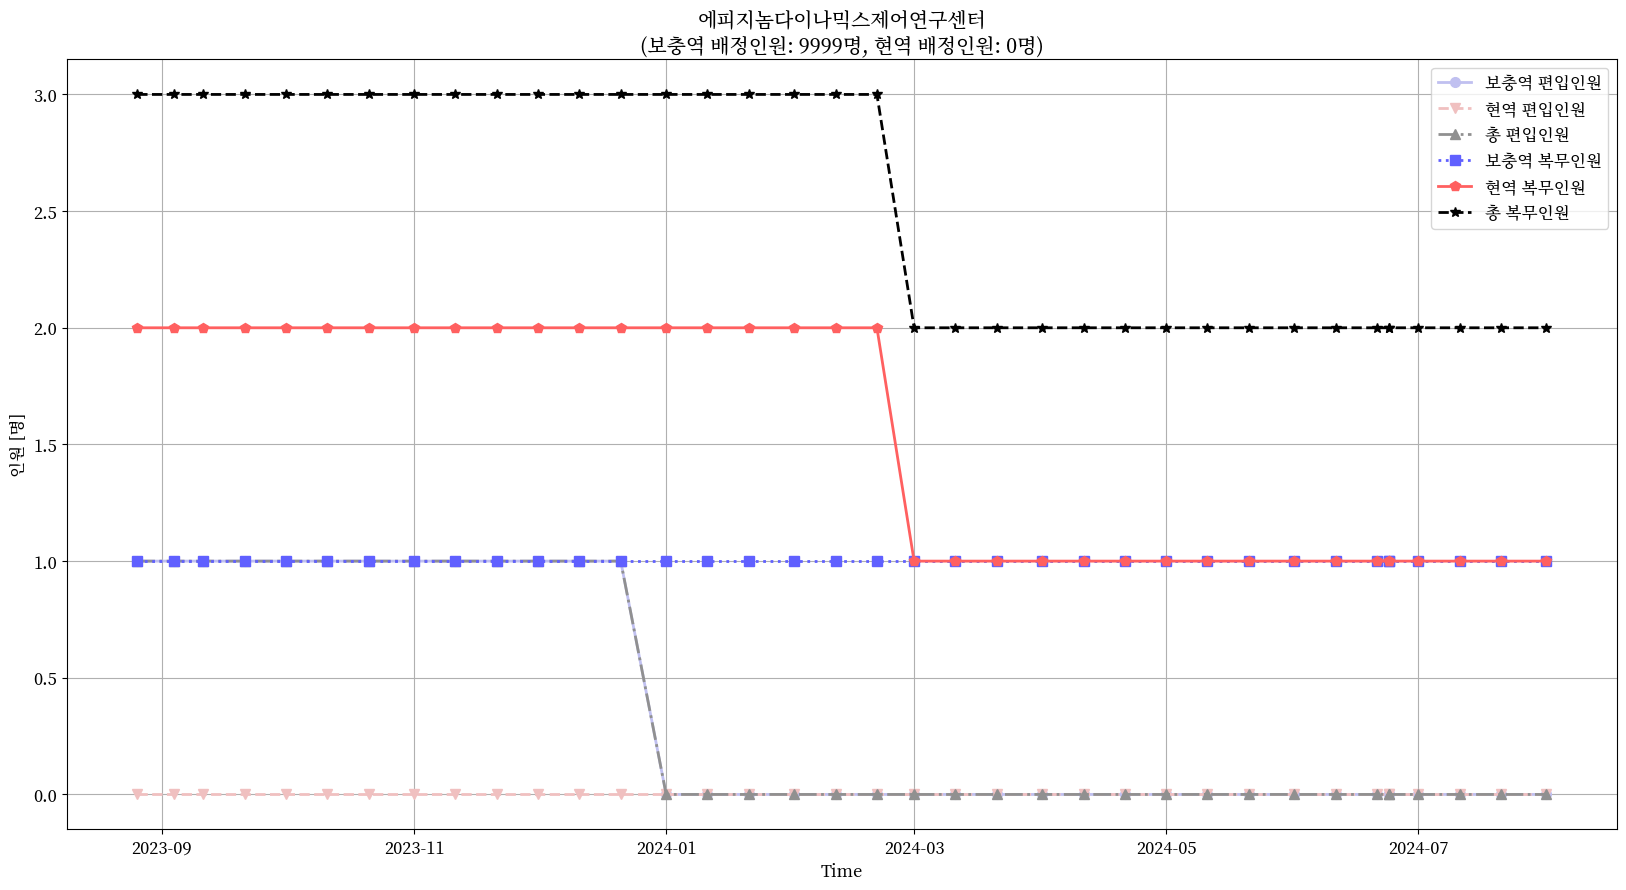 에피지놈다이나믹스제어연구센터
(보충역 배정인원: 9999명, 현역 배정인원: 0명)
보충역 편입인원
현역 편입인원
총 편입인원
보충역 복무인원
현역 복무인원
총 복무인원
인원 [명]
3.0
2.5
2.0
1.5
1.0
0.5
0.0
2023-09
2023-11
2024-01
2024-03
2024-05
2024-07
Time